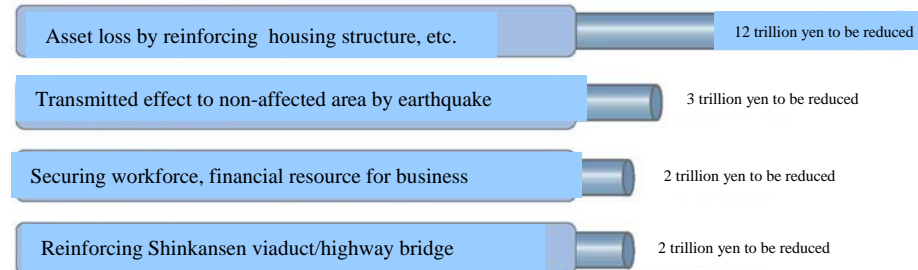 Asset loss by reinforcing housing structure, etc.
12 trillion yen to be reduced
Transmitted effect to non-affected area by earthquake
3 trillion yen to be reduced
Securing workforce, financial resource for business
2 trillion yen to be reduced
Reinforcing Shinkansen viaduct/highway bridge
2 trillion yen to be reduced